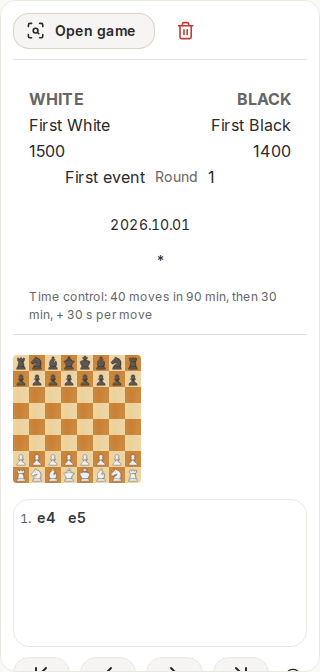 Open game
WHITE BLACK
First White First Black
1500 1400
First event Round 1
2026.10.01
*
Time control: 40 moves in 90 min, then 30
min, + 30 s per move
1. e4 e5